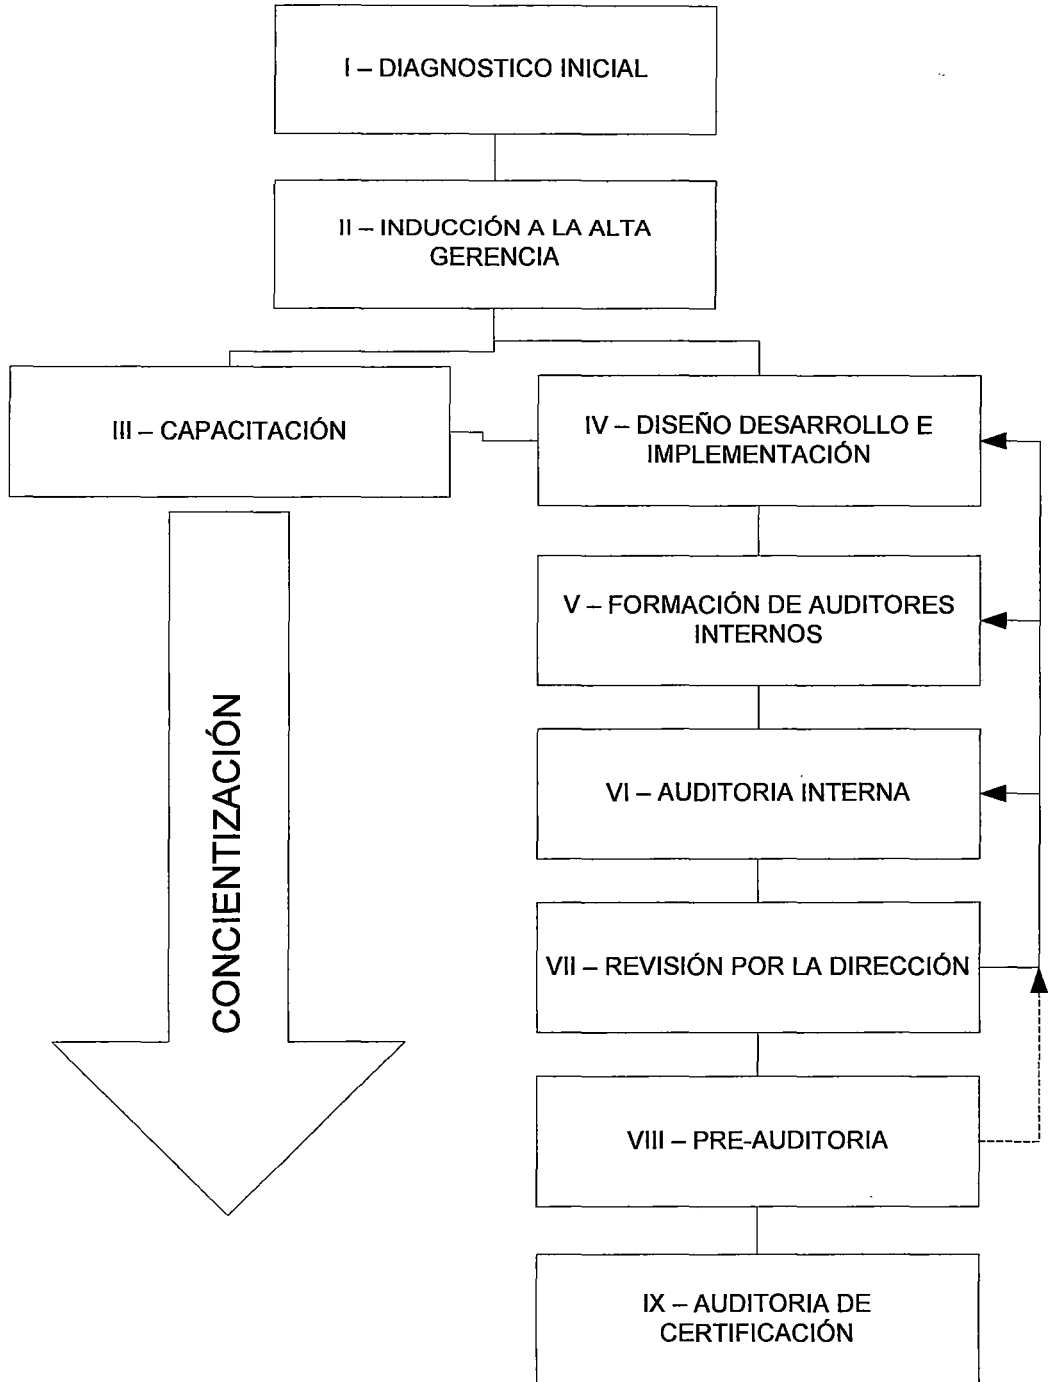 I – DIAGNOSTICO INICIAL
II – INDUCCIÓN A LA ALTA
GERENCIA
III – CAPACITACIÓN
IV – DISEÑO DESARROLLO E
IMPLEMENTACIÓN
V – FORMACIÓN DE AUDITORES
INTERNOS
VI – AUDITORIA INTERNA
CONCIENTIZACIÓN
VII – REVISIÓN POR LA DIRECCIÓN
VIII – PRE-AUDITORIA
IX – AUDITORIA DE
CERTIFICACIÓN